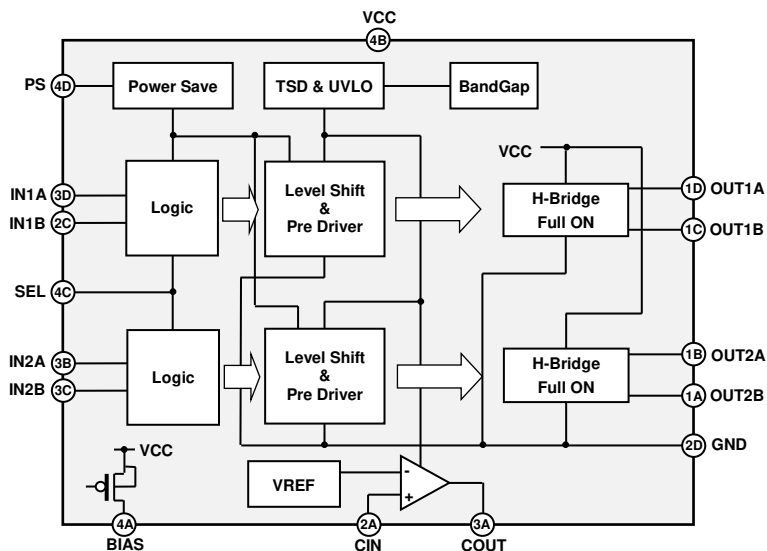 VCC
4B
PS
4D
Power Save
TSD & UVLO
BandGap
VCC
IN1A
3D
IN1B
2C
Logic
Level Shift
&
Pre Driver
H-Bridge
Full ON
1D
OUT1A
1C
OUT1B
SEL
4C
IN2A
3B
IN2B
3C
Logic
Level Shift
&
Pre Driver
H-Bridge
Full ON
1B
OUT2A
1A
OUT2B
2D
GND
VCC
VREF
-
+
4A
BIAS
2A
CIN
3A
COUT